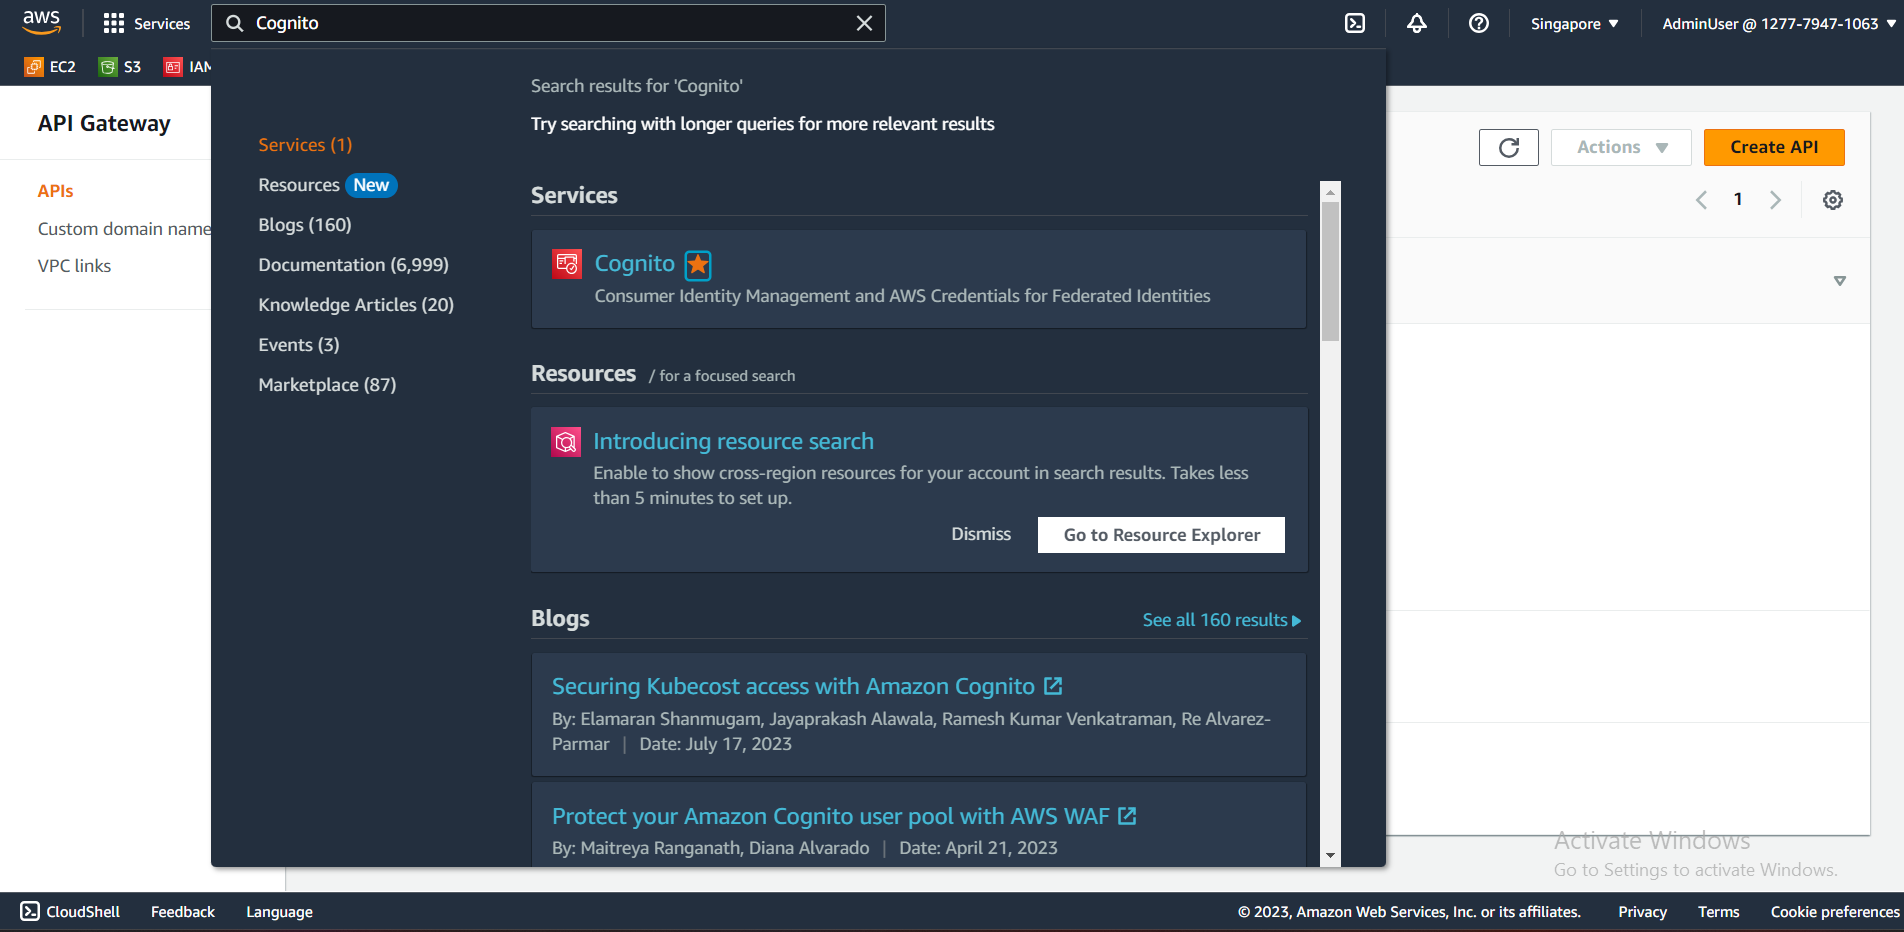 aws
Services
Cognito
Singapore
AdminUser @ 1277-7947-1063
EC2
S3
IAM
API Gateway
APIs
Custom domain name
VPC links
Services (1)
Resources New
Blogs (160)
Documentation (6,999)
Knowledge Articles (20)
Events (3)
Marketplace (87)
Search results for 'Cognito'
Try searching with longer queries for more relevant results
Services
Cognito
Consumer Identity Management and AWS Credentials for Federated Identities
Resources / for a focused search
Introducing resource search
Enable to show cross-region resources for your account in search results. Takes less
than 5 minutes to set up.
Dismiss
Go to Resource Explorer
Blogs
See all 160 results
Securing Kubecost access with Amazon Cognito
By: Elamaran Shanmugam, Jayaprakash Alawala, Ramesh Kumar Venkatraman, Re Alvarez-
Parmar | Date: July 17, 2023
Protect your Amazon Cognito user pool with AWS WAF
By: Maitreya Ranganath, Diana Alvarado | Date: April 21, 2023
Actions
Create API
1
Activate Windows
Go to Settings to activate Windows.
CloudShell
Feedback
Language
© 2023, Amazon Web Services, Inc. or its affiliates.
Privacy
Terms
Cookie preferences